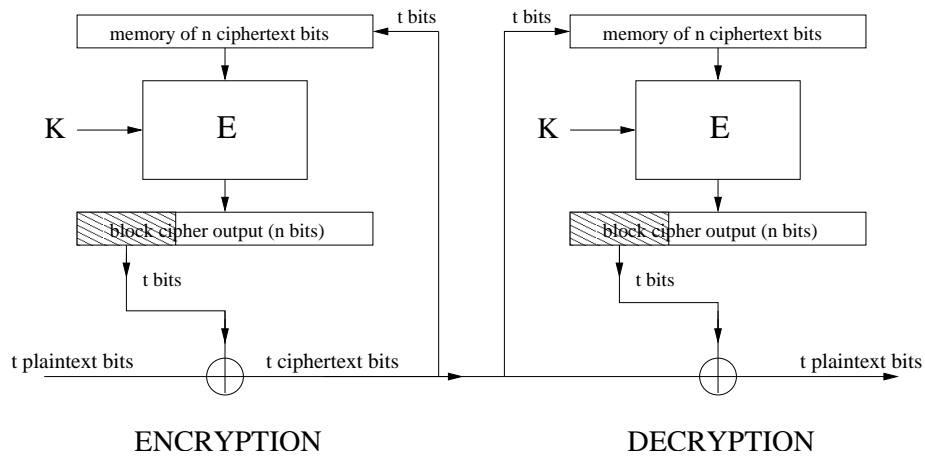 t bits
t bits
memory of n ciphertext bits
memory of n ciphertext bits
K
E
K
E
block cipher output (n bits)
block cipher output (n bits)
t bits
t bits
t plaintext bits
t ciphertext bits
t plaintext bits
ENCRYPTION
DECRYPTION